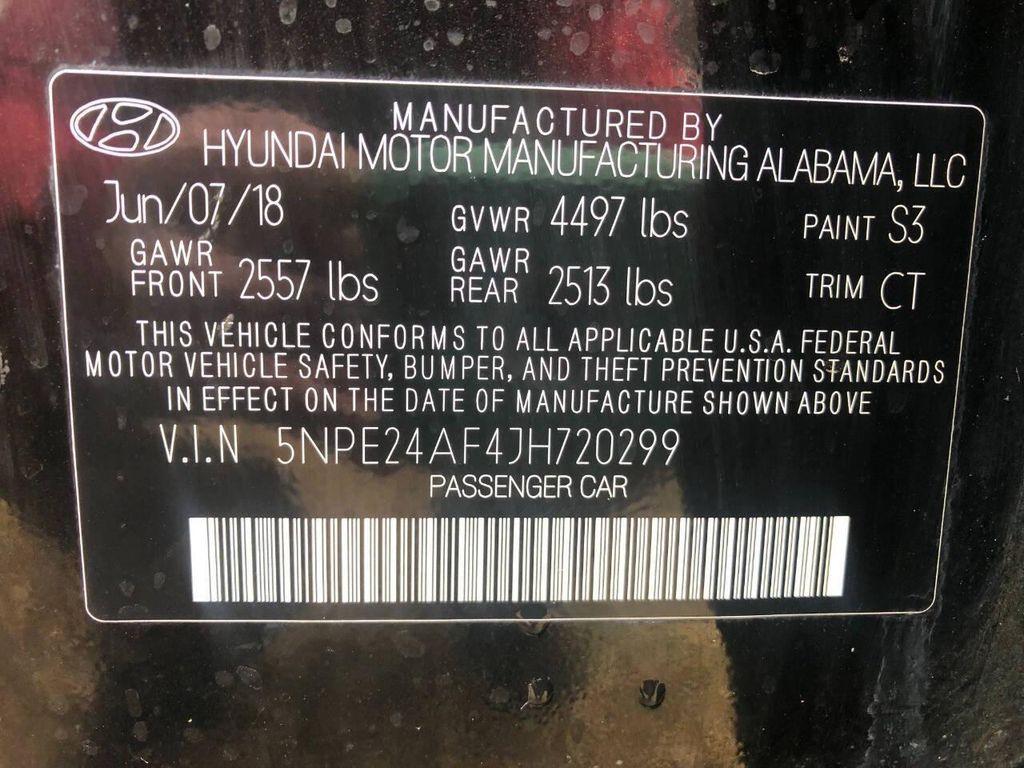 MANUFACTURED BY
HYUNDAI MOTOR MANUFACTURING ALABAMA, LLC
Jun/07/18 GVWR 4497 lbs PAINT S3
GAWR FRONT 2557 lbs GAWR REAR 2513 lbs TRIM CT
THIS VEHICLE CONFORMS TO ALL APPLICABLE U.S.A. FEDERAL
MOTOR VEHICLE SAFETY, BUMPER, AND THEFT PREVENTION STANDARDS
IN EFFECT ON THE DATE OF MANUFACTURE SHOWN ABOVE
V.I.N 5NPE24AF4JH720299
PASSENGER CAR